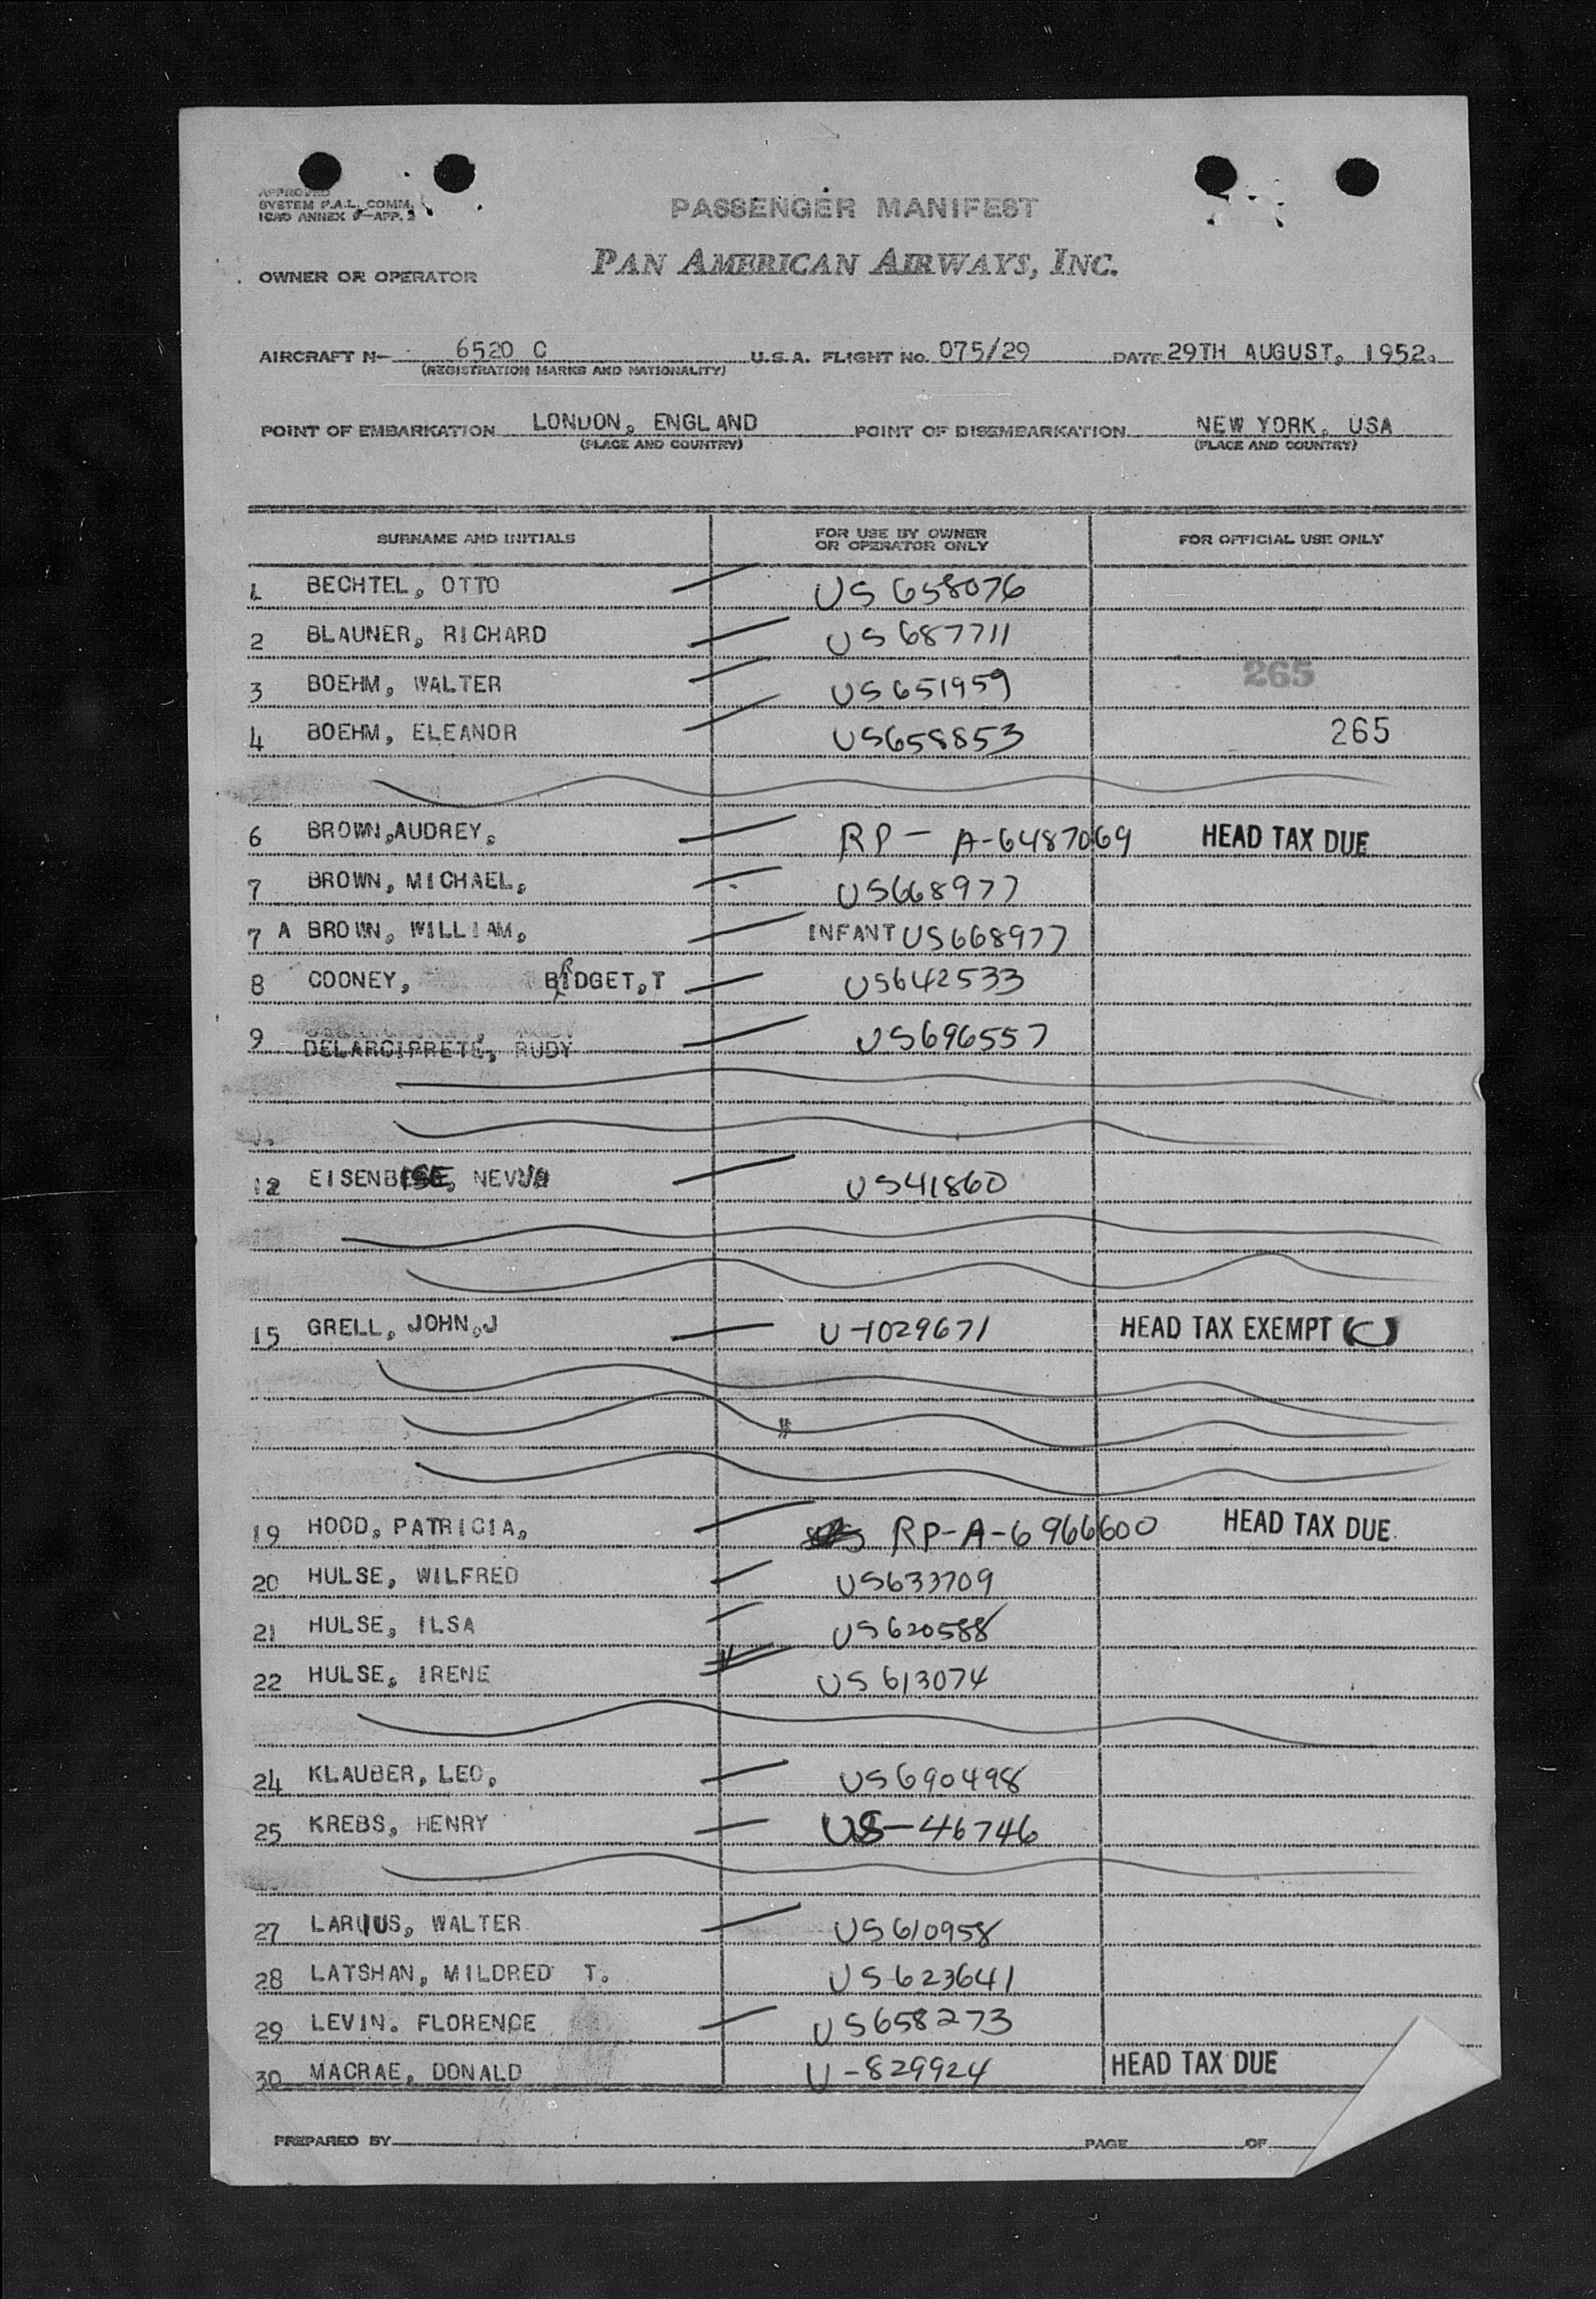 APPROVED
SYSTEM P.A.L. COMM.
ICAO ANNEX 9-APP. 2
PASSENGER MANIFEST
PAN AMERICAN AIRWAYS, INC.
OWNER OR OPERATOR
AIRCRAFT N- 6520 C U.S.A. FLIGHT NO. 075/29 DATE 29TH AUGUST, 1952.
(REGISTRATION MARKS AND NATIONALITY)
POINT OF EMBARKATION LONDON, ENGLAND POINT OF DISEMBARKATION NEW YORK, USA
(PLACE AND COUNTRY) (PLACE AND COUNTRY)
SURNAME AND INITIALS FOR USE BY OWNER OR OPERATOR ONLY FOR OFFICIAL USE ONLY
1 BECHTEL, OTTO US 658076
2 BLAUNER, RICHARD US 687711
3 BOEHM, WALTER US651959 265
4 BOEHM, ELEANOR US658853 265
6 BROWN,AUDREY, RP- A-6487069 HEAD TAX DUE
7 BROWN, MICHAEL, US668977
7 A BROWN, WILLIAM, INFANT US668977
8 COONEY, BRIDGET,T US642533
9 DELARCIPRETE, RUDY US696557
12 EISENBISE, US41860
15 GRELL, JOHN,J U-1029671 HEAD TAX EXEMPT (C)
19 HOOD, PATRICIA, RP-A-6966600 HEAD TAX DUE
20 HULSE, WILFRED US633709
21 HULSE, ILSA US620588
22 HULSE, IRENE US 613074
24 KLAUBER, LEO, US690498
25 KREBS, HENRY US-46746
27 LARIUS, WALTER US610958
28 LATSHAN, MILDRED T. US623641
29 LEVIN. FLORENCE US658273
30 MACRAE, DONALD U-829924 HEAD TAX DUE
PREPARED BY PAGE OF